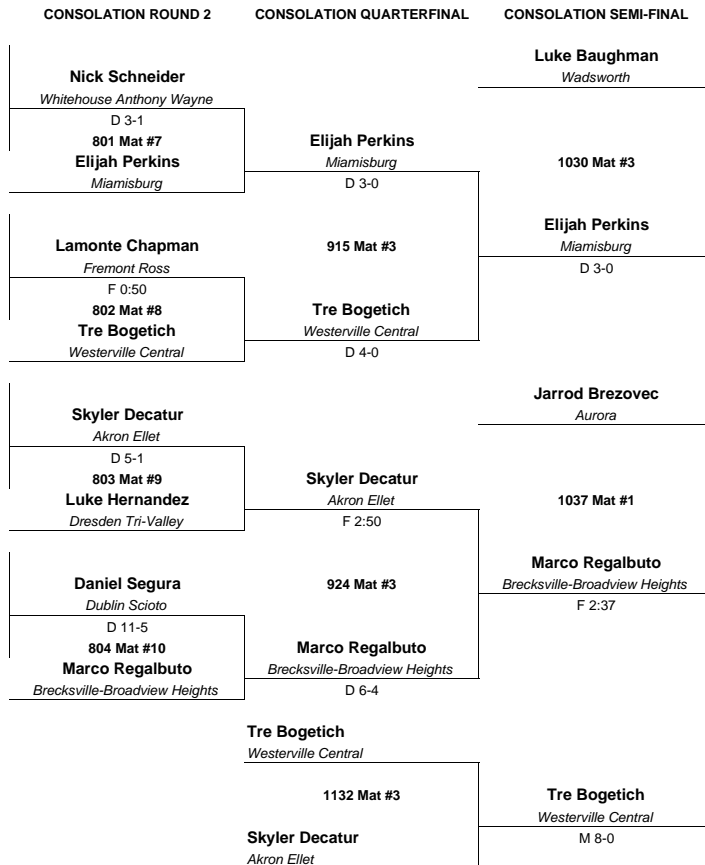 CONSOLATION ROUND 2
CONSOLATION QUARTERFINAL
CONSOLATION SEMI-FINAL
Nick Schneider
Whitehouse Anthony Wayne
D 3-1
801 Mat #7
Elijah Perkins
Miamisburg
Lamonte Chapman
Fremont Ross
F 0:50
802 Mat #8
Tre Bogetich
Westerville Central
Skyler Decatur
Akron Ellet
D 5-1
803 Mat #9
Luke Hernandez
Dresden Tri-Valley
Daniel Segura
Dublin Scioto
D 11-5
804 Mat #10
Marco Regalbuto
Brecksville-Broadview Heights
Elijah Perkins
Miamisburg
D 3-0
915 Mat #3
Tre Bogetich
Westerville Central
D 4-0
Skyler Decatur
Akron Ellet
F 2:50
924 Mat #3
Marco Regalbuto
Brecksville-Broadview Heights
D 6-4
Luke Baughman
Wadsworth
1030 Mat #3
Elijah Perkins
Miamisburg
D 3-0
Jarrod Brezovec
Aurora
1037 Mat #1
Marco Regalbuto
Brecksville-Broadview Heights
F 2:37
Tre Bogetich
Westerville Central
1132 Mat #3
Skyler Decatur
Akron Ellet
Tre Bogetich
Westerville Central
M 8-0